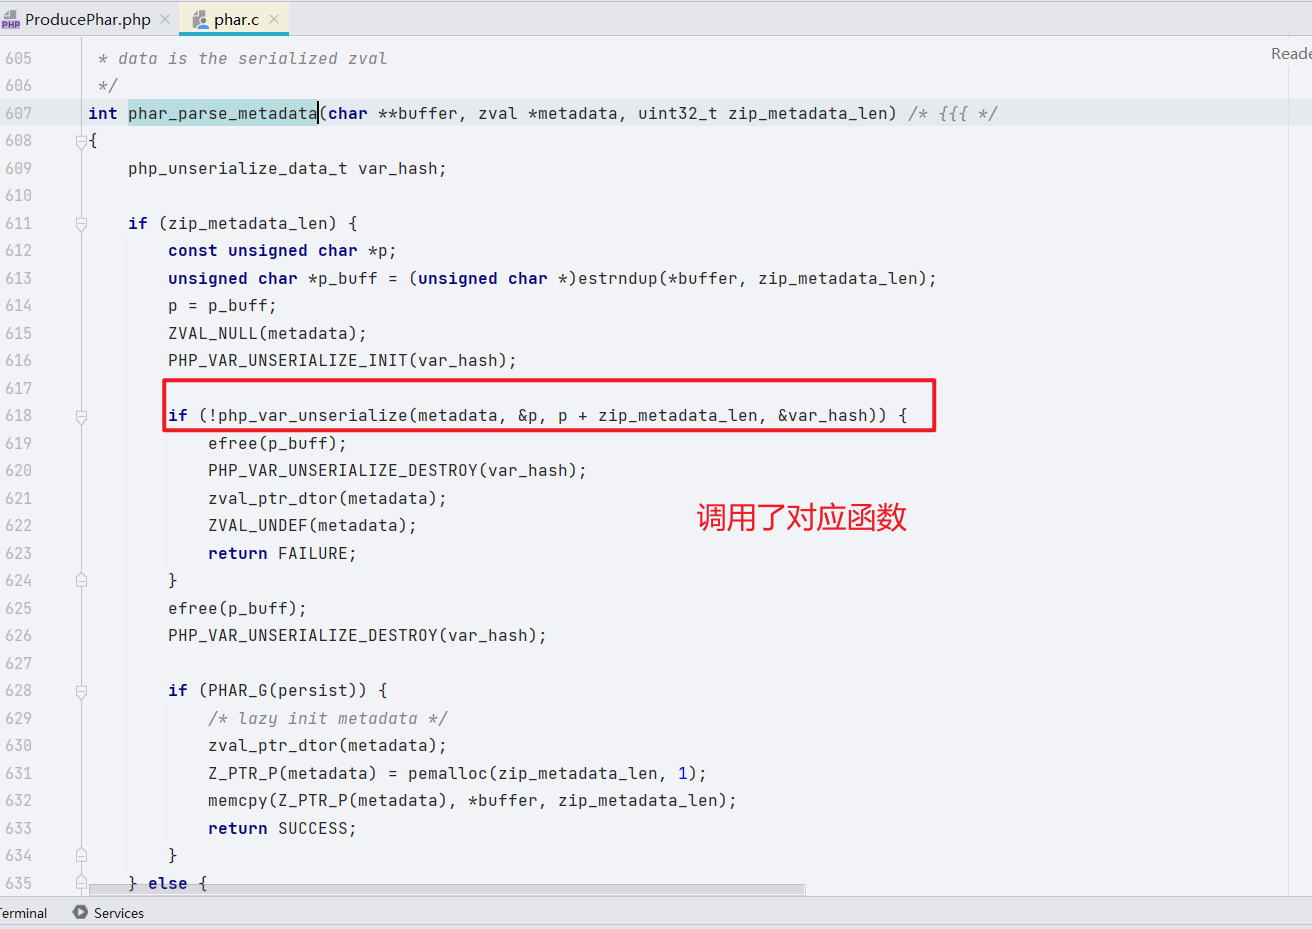 PHP ProducePhar.php × phar.c ×
Reade
605 * data is the serialized zval
606 */
607 int phar_parse_metadata(char **buffer, zval *metadata, uint32_t zip_metadata_len) /* {{{ */
608 {
609 php_unserialize_data_t var_hash;
610
611 if (zip_metadata_len) {
612 const unsigned char *p;
613 unsigned char *p_buff = (unsigned char *)estrndup(*buffer, zip_metadata_len);
614 p = p_buff;
615 ZVAL_NULL(metadata);
616 PHP_VAR_UNSERIALIZE_INIT(var_hash);
617
618 if (!php_var_unserialize(metadata, &p, p + zip_metadata_len, &var_hash)) {
619 efree(p_buff);
620 PHP_VAR_UNSERIALIZE_DESTROY(var_hash);
621 zval_ptr_dtor(metadata);
调用了对应函数
622 ZVAL_UNDEF(metadata);
623 return FAILURE;
624 }
625 efree(p_buff);
626 PHP_VAR_UNSERIALIZE_DESTROY(var_hash);
627
628 if (PHAR_G(persist)) {
629 /* lazy init metadata */
630 zval_ptr_dtor(metadata);
631 Z_PTR_P(metadata) = pemalloc(zip_metadata_len, 1);
632 memcpy(Z_PTR_P(metadata), *buffer, zip_metadata_len);
633 return SUCCESS;
634 }
635 } else {
Terminal Services